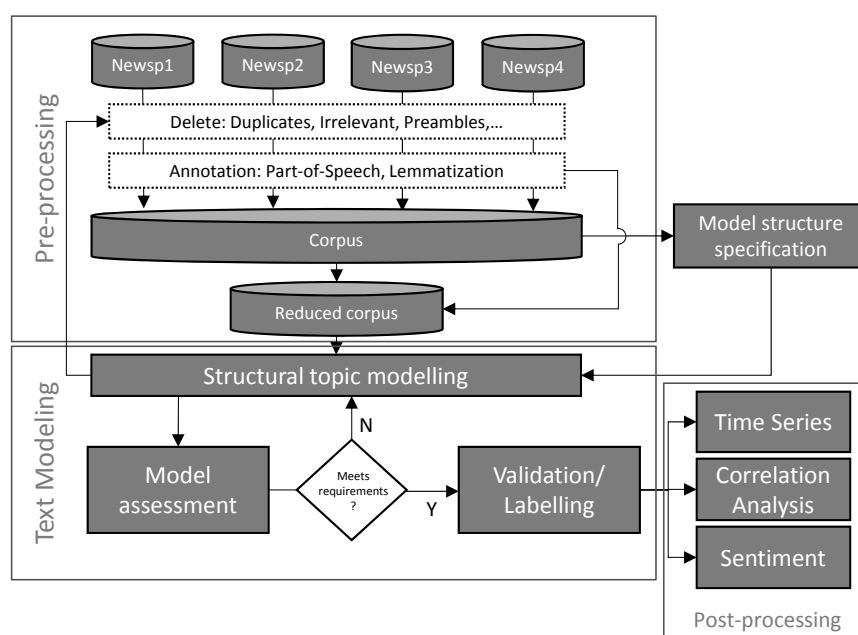 Pre-processing
Newsp1
Newsp2
Newsp3
Newsp4
Delete: Duplicates, Irrelevant, Preambles,...
Annotation: Part-of-Speech, Lemmatization
Corpus
Reduced corpus
Model structure
specification
Text Modeling
Structural topic modelling
Model
assessment
N
Meets
requirements
?
Y
Validation/
Labelling
Time Series
Correlation
Analysis
Sentiment
Post-processing